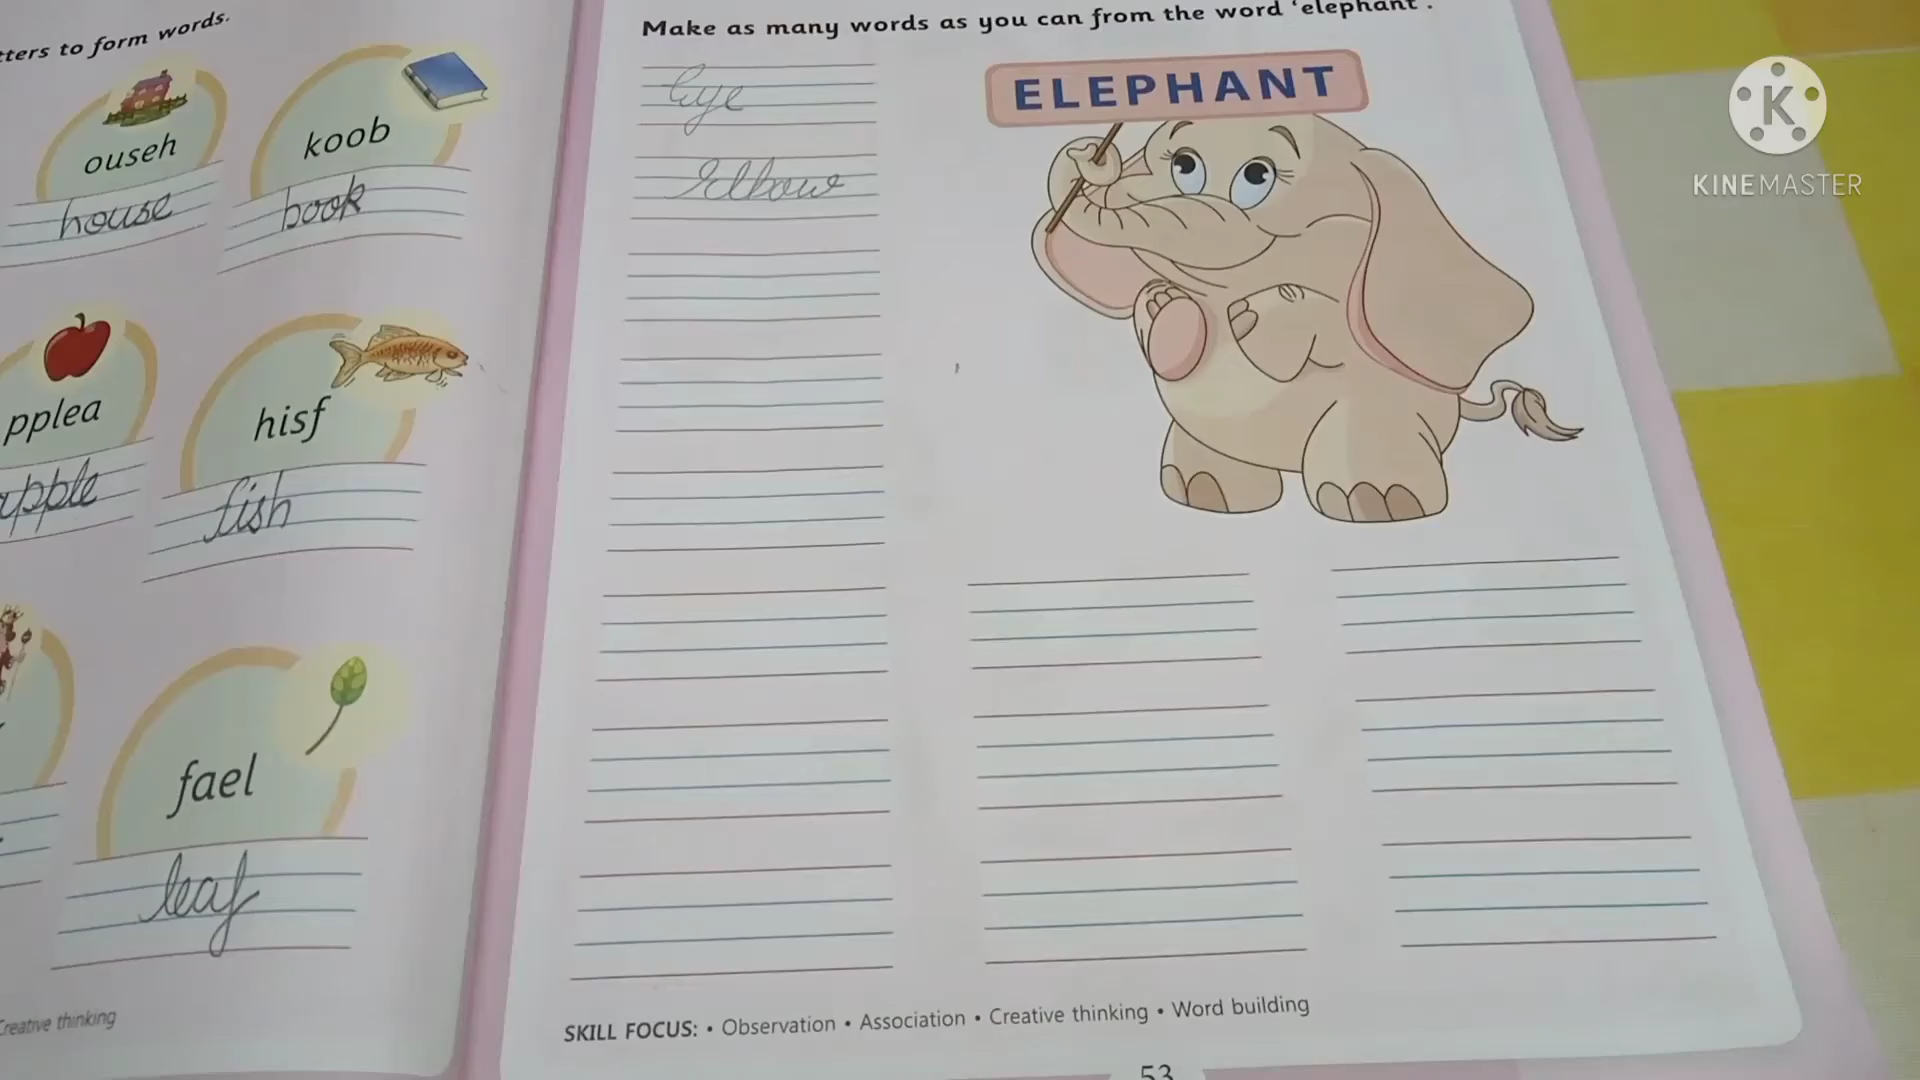 tters to form words.
ouseh
house
koob
book
pplea
apple
hisf
fish
fael
leaf
Creative thinking
Make as many words as you can from the word 'elephant'.
Eye
Elbow
ELEPHANT
SKILL FOCUS: • Observation • Association • Creative thinking • Word building
53
K
KINEMASTER